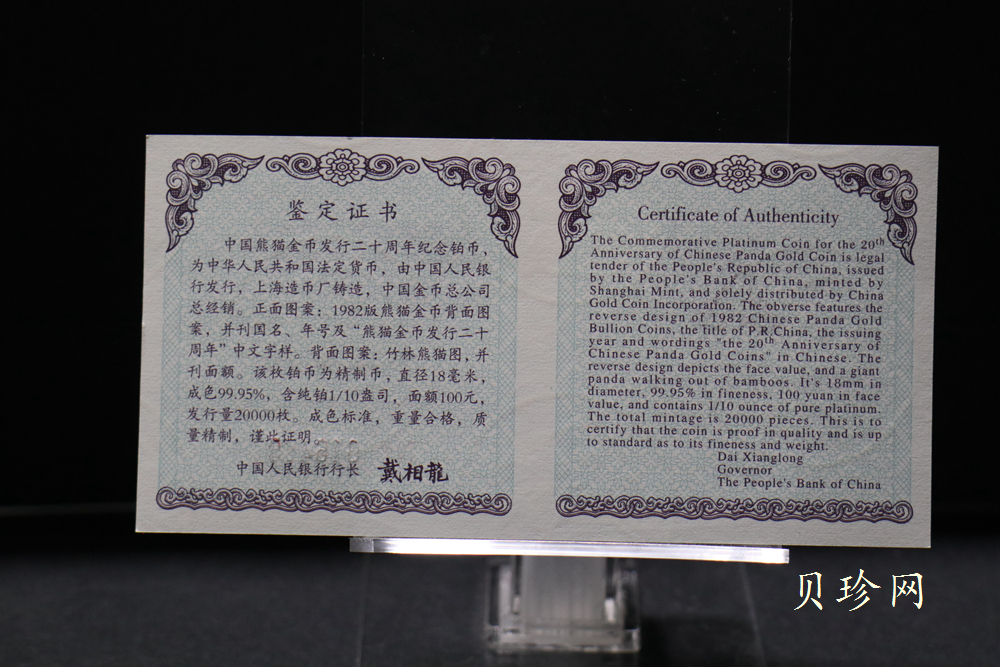 鉴定证书
中国熊猫金币发行二十周年纪念铂币，
为中华人民共和国法定货币，由中国人民银
行发行，上海造币厂铸造，中国金币总公司
总经销。正面图案：1982版熊猫金币背面图
案，并刊国名、年号及“熊猫金币发行二十
周年”中文字样。背面图案：竹林熊猫图，并
刊面额。该枚铂币为精制币，直径18毫米，
成色99.95%，含纯铂1/10盎司，面额100元，
发行量20000枚。成色标准，重量合格，质
量精制，谨此证明。
中国人民银行行长 戴相龍
Certificate of Authenticity
The Commemorative Platinum Coin for the 20th
Anniversary of Chinese Panda Gold Coin is legal
tender of the People's Republic of China, issued
by the People's Bank of China, minted by
Shanghai Mint, and solely distributed by China
Gold Coin Incorporation. The obverse features the
reverse design of 1982 Chinese Panda Gold
Bullion Coins, the title of P.R.China, the issuing
year and wordings "the 20th Anniversary of
Chinese Panda Gold Coins" in Chinese. The
reverse design depicts the face value, and a giant
panda walking out of bamboos. It's 18mm in
diameter, 99.95% in fineness, 100 yuan in face
value, and contains 1/10 ounce of pure platinum.
The total mintage is 20000 pieces. This is to
certify that the coin is proof in quality and is up
to standard as to its fineness and weight.
Dai Xianglong
Governor
The People's Bank of China
贝珍网